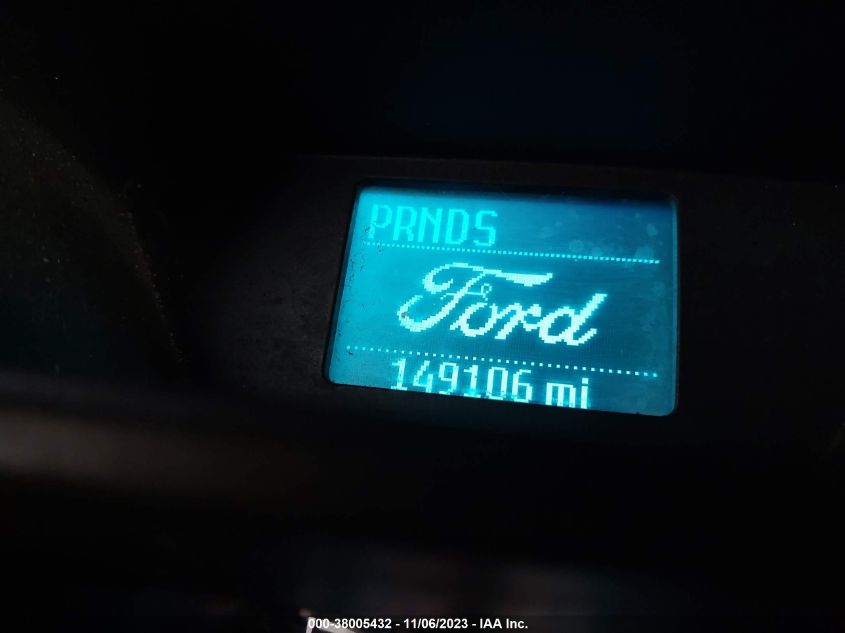 PRNDS
Ford
149106 mi
000-38005432 - 11/06/2023 - IAA Inc.